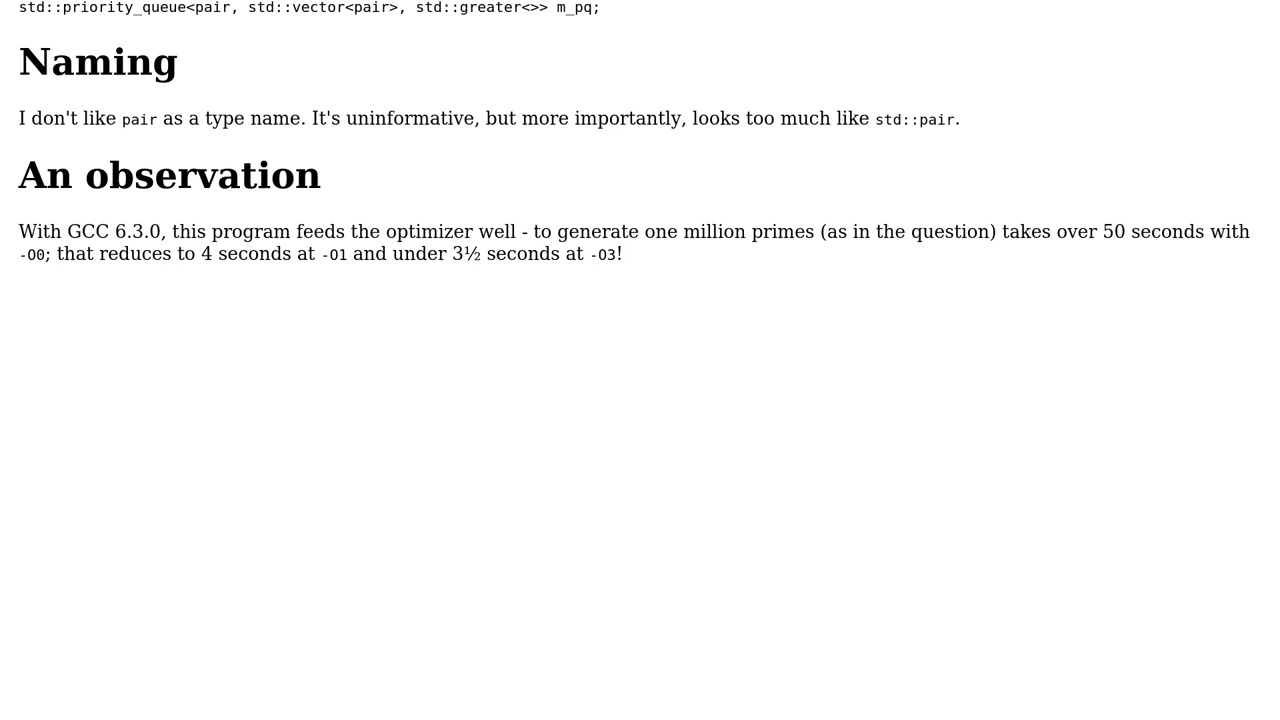 std::priority_queue<pair, std::vector<pair>, std::greater<>> m_pq;
Naming
I don't like pair as a type name. It's uninformative, but more importantly, looks too much like std::pair.
An observation
With GCC 6.3.0, this program feeds the optimizer well - to generate one million primes (as in the question) takes over 50 seconds with
-O0; that reduces to 4 seconds at -O1 and under 3½ seconds at -O3!